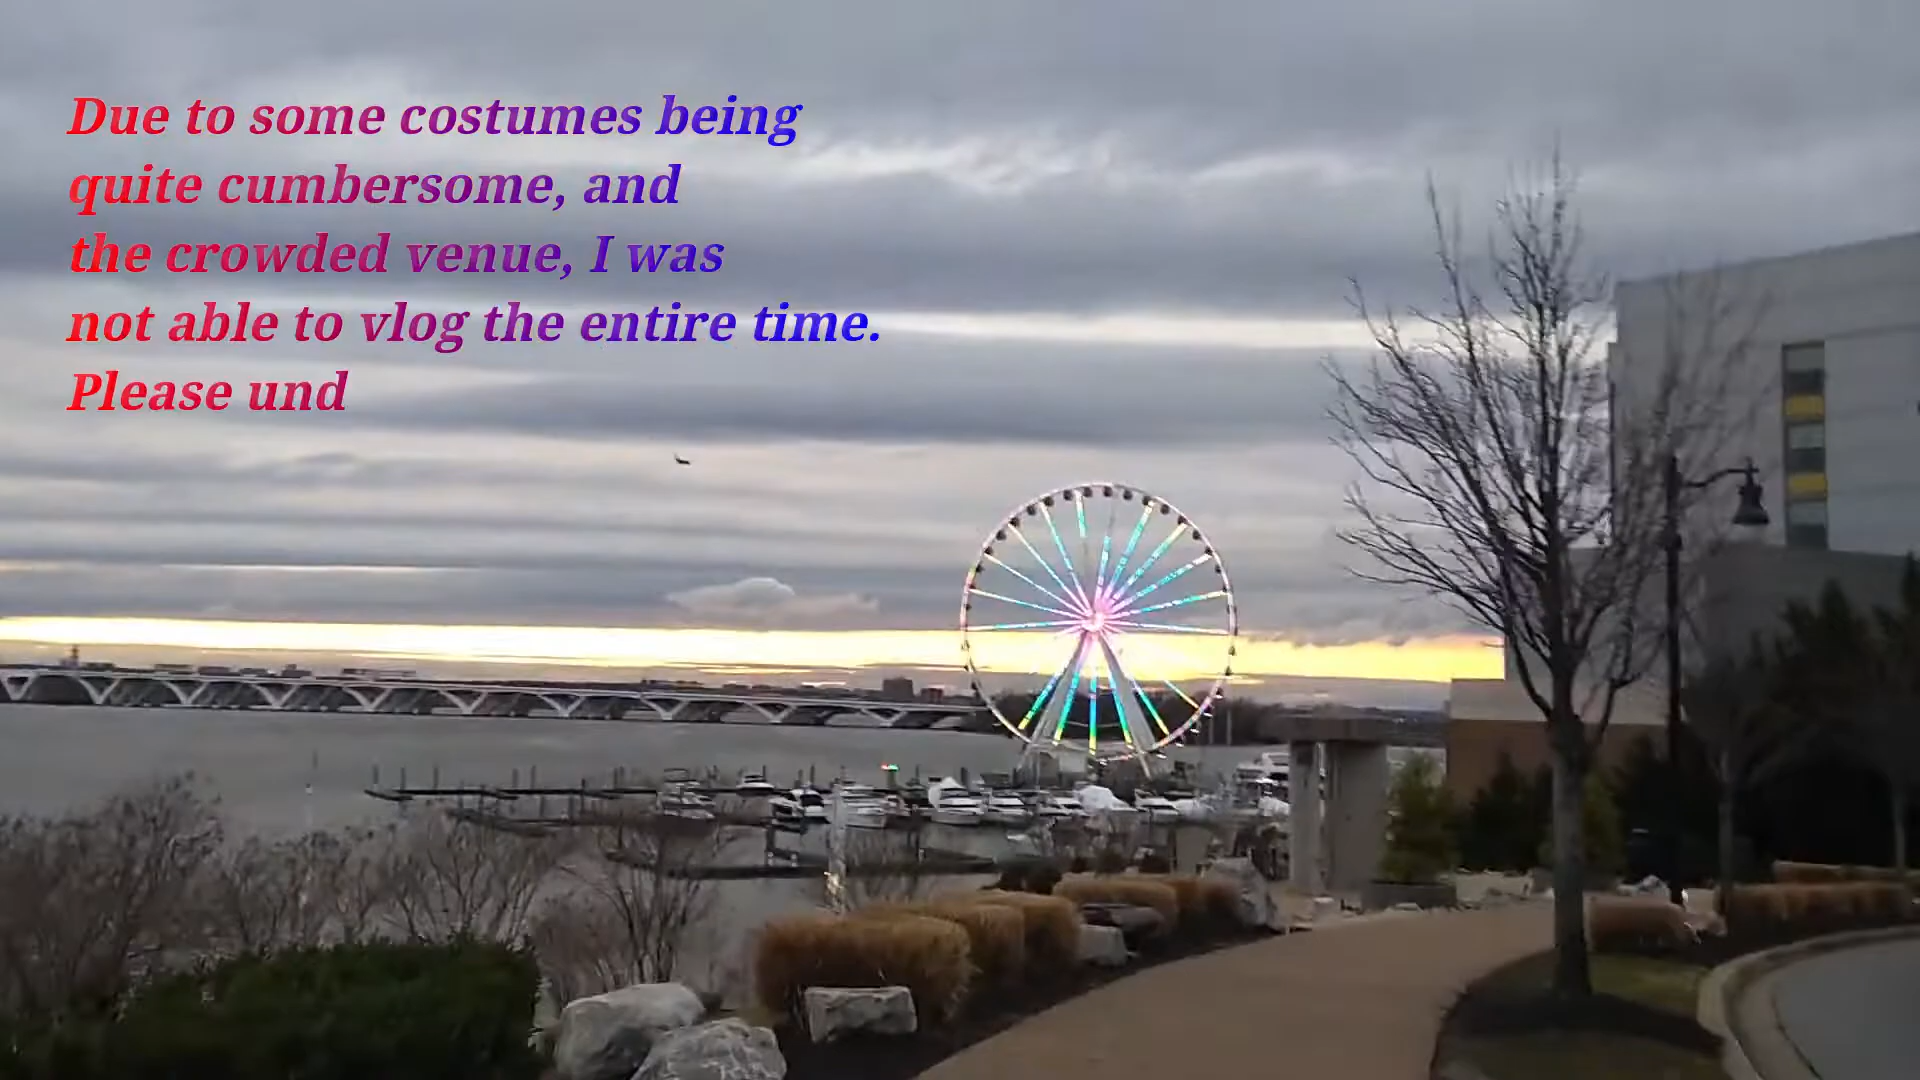 Due to some costumes being
quite cumbersome, and
the crowded venue, I was
not able to vlog the entire time.
Please und